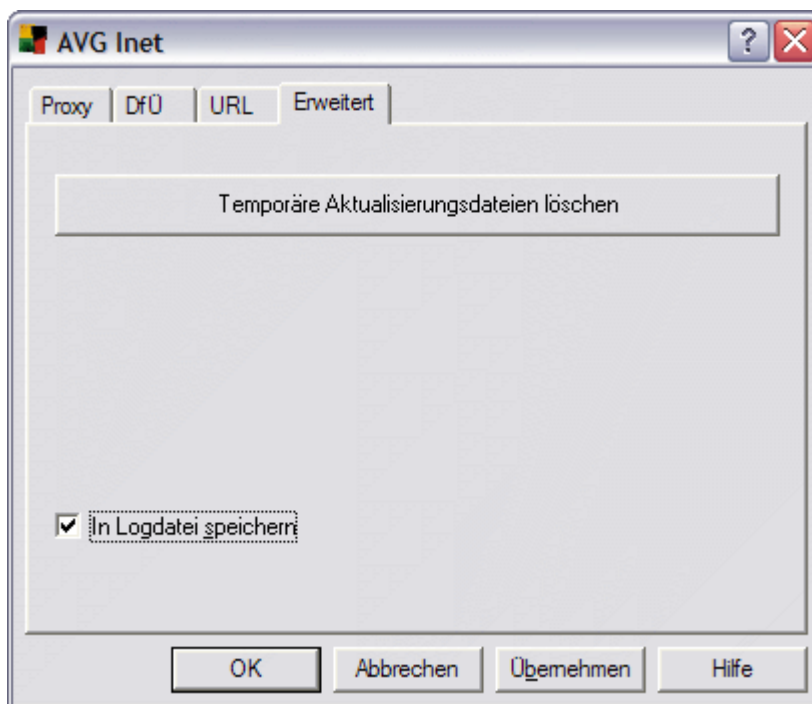 AVG Inet
Proxy DfÜ URL Erweitert
Temporäre Aktualisierungsdateien löschen
In Logdatei speichern
OK Abbrechen Übernehmen Hilfe